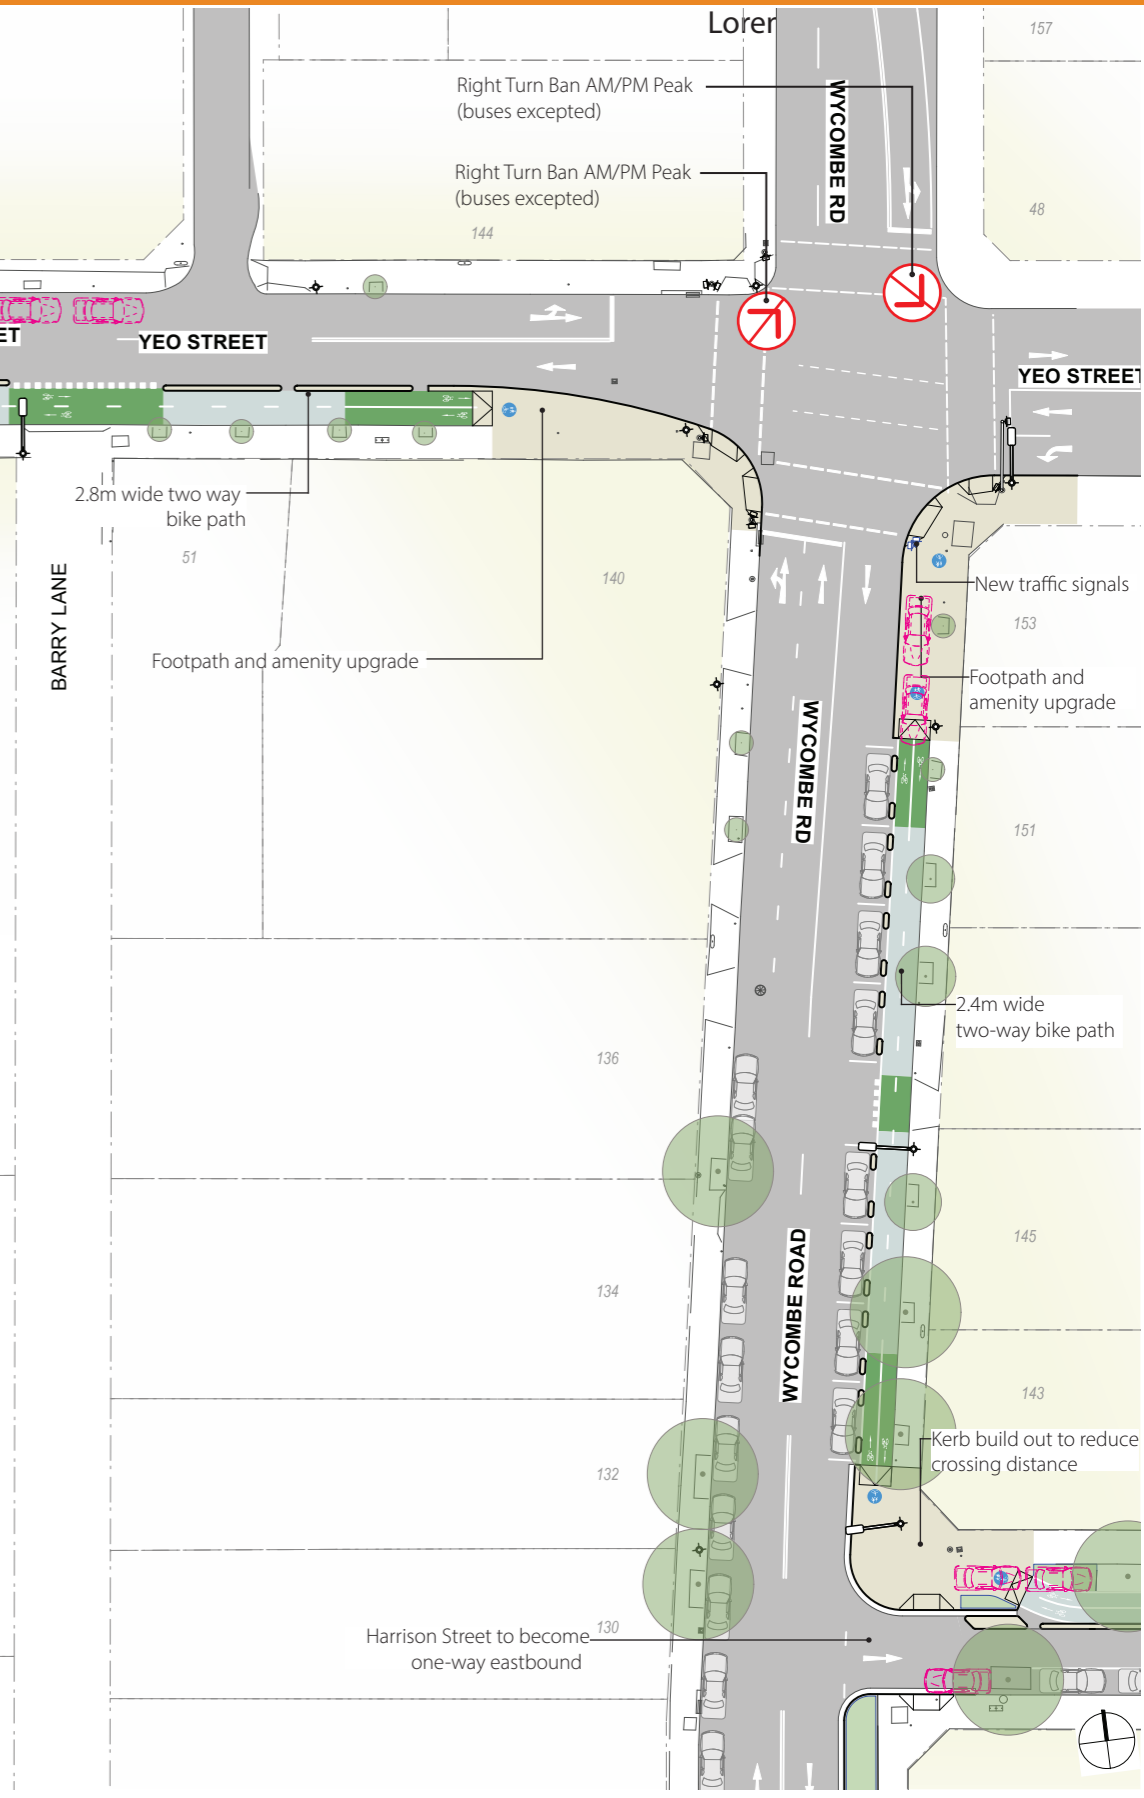 Lorer
157
Right Turn Ban AM/PM Peak
(buses excepted)
WYCOMBE RD
Right Turn Ban AM/PM Peak
(buses excepted)
48
144
ET
YEO STREET
YEO STREET
2.8m wide two way
bike path
51
140
New traffic signals
153
BARRY LANE
Footpath and amenity upgrade
Footpath and
amenity upgrade
WYCOMBE RD
151
2.4m wide
two-way bike path
136
145
134
WYCOMBE ROAD
143
Kerb build out to reduce
crossing distance
132
130
Harrison Street to become
one-way eastbound